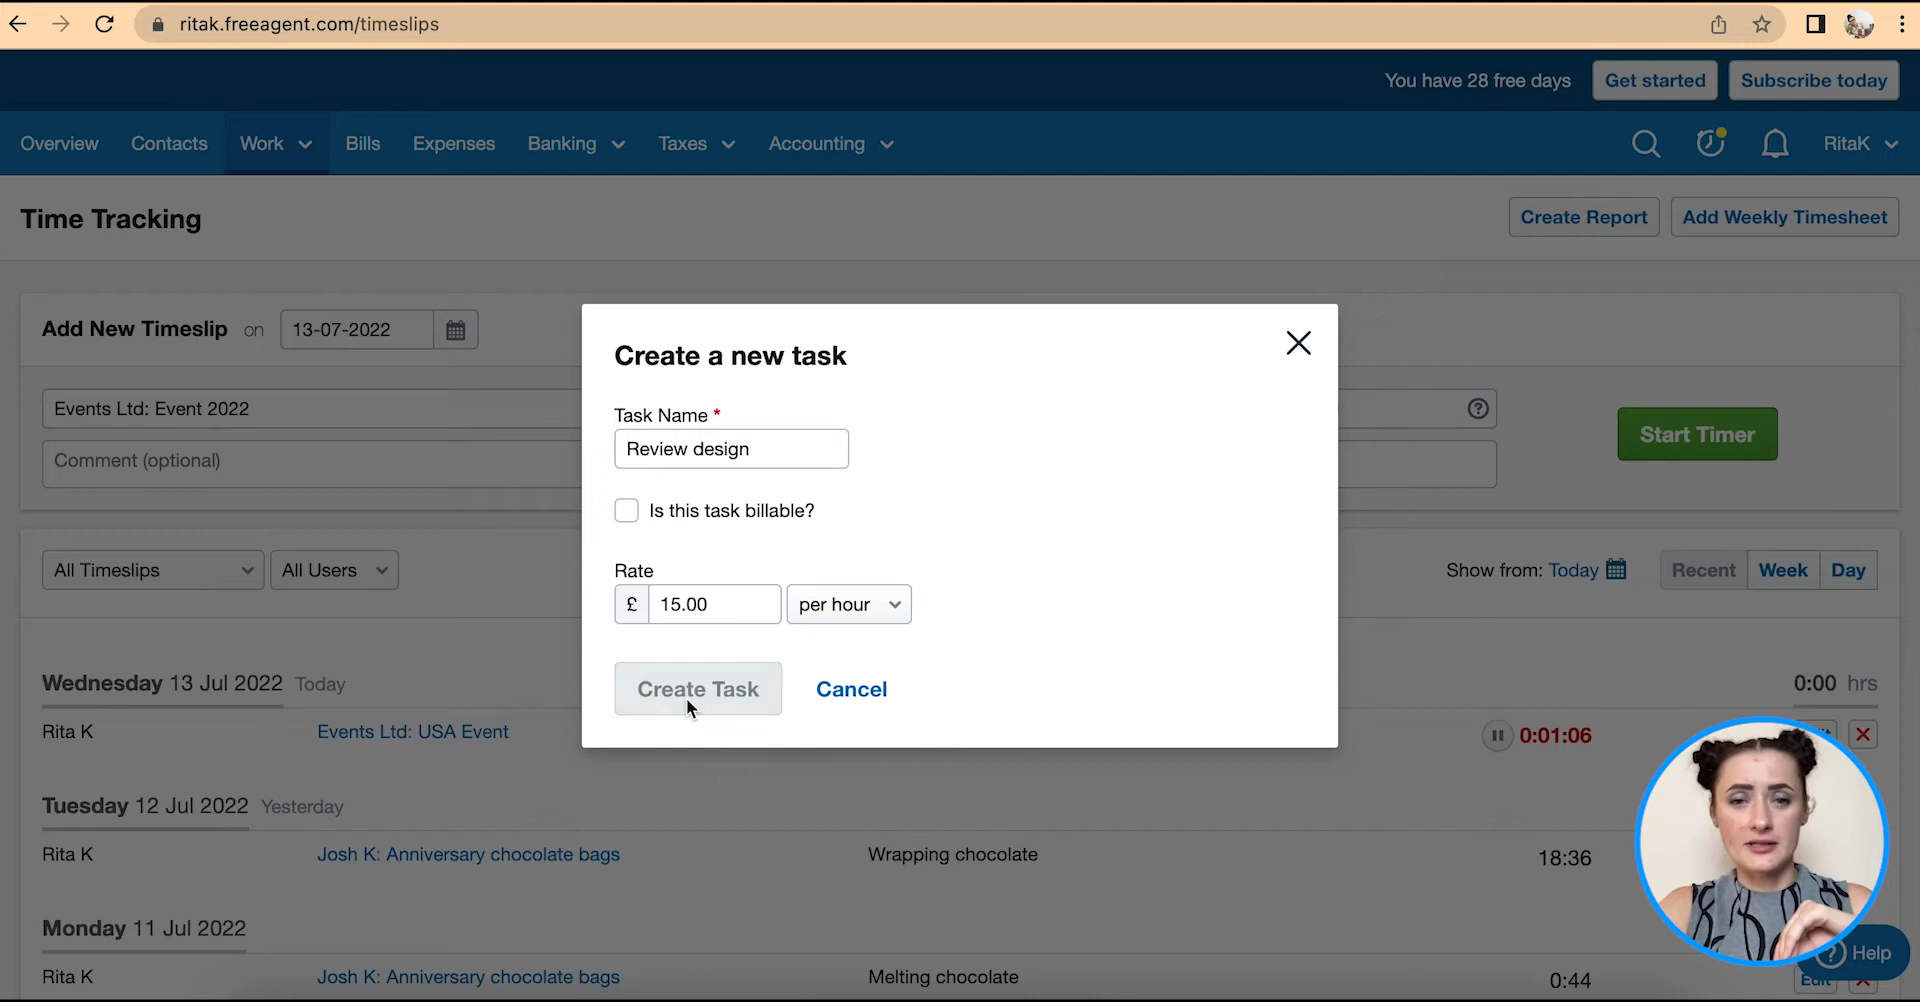 ritak.freeagent.com/timeslips
You have 28 free days
Get started
Subscribe today
Overview
Contacts
Work
Bills
Expenses
Banking
Taxes
Accounting
RitaK
Time Tracking
Create Report
Add Weekly Timesheet
Add New Timeslip on 13-07-2022
Events Ltd: Event 2022
Comment (optional)
Start Timer
Create a new task
Task Name *
Review design
Is this task billable?
Rate
£ 15.00 per hour
Create Task
Cancel
All Timeslips
All Users
Show from: Today
Recent
Week
Day
Wednesday 13 Jul 2022 Today
0:00 hrs
Rita K
Events Ltd: USA Event
0:01:06
Tuesday 12 Jul 2022 Yesterday
Rita K
Josh K: Anniversary chocolate bags
Wrapping chocolate
18:36
Monday 11 Jul 2022
Rita K
Josh K: Anniversary chocolate bags
Melting chocolate
0:44
Edit
Help